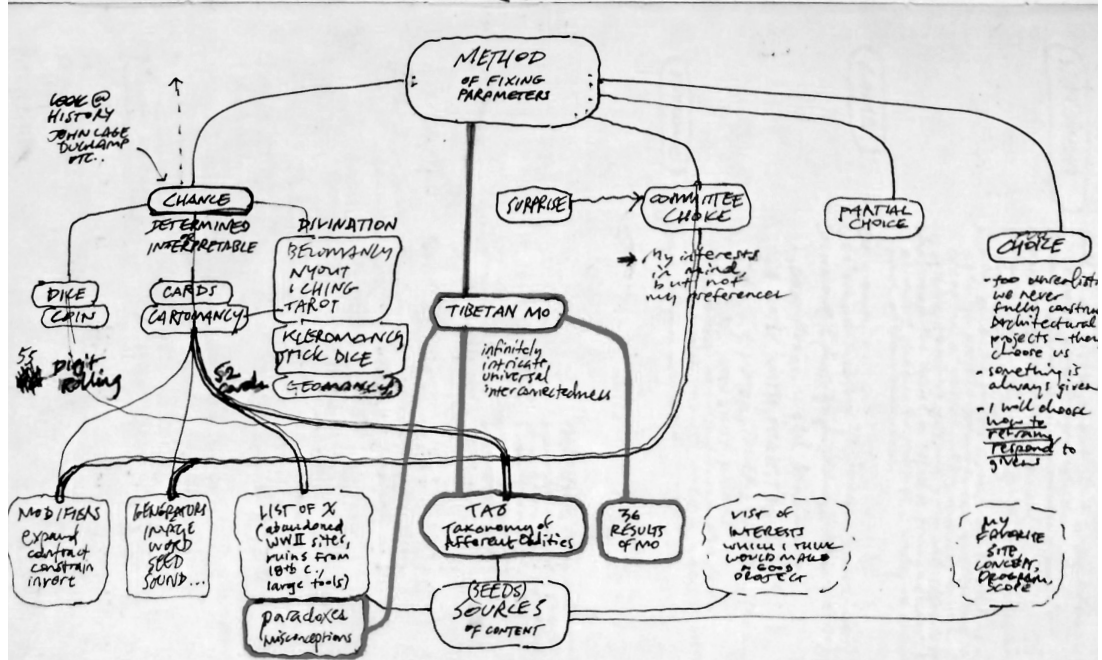 METHOD
OF FIXING
PARAMETERS
LOOK @
HISTORY
JOHN CAGE
DUCHAMP
ETC..
CHANCE
DETERMINED
INTERPRETABLE
DIVINATION
BELOMANCY
NYOUT
I CHING
TAROT
KLEROMANCY
STICK DICE
GEOMANCY
DICE
COIN
CARDS
CARTOMANCY
55
Digit
Rolling
52
cards
SURPRISE
COMMITTEE
CHOICE
My interests
in mind,
but not
my preferences
PARTIAL
CHOICE
CHOICE
- too unrealistic
we never
fully construct
Architectural
projects - they
choose us
- something is
always given
- I will choose
how to
respond to
givens
TIBETAN MO
infinitely
intricate
universal
interconnectedness
MODIFIERS
expand
contract
constrain
invert
GENERATORS
IMAGE
WORD
SEED
SOUND...
LIST OF X
(abandoned
WWII sites,
ruins from
18th c.,
large tools)
paradoxes
misconceptions
TAO
Taxonomy of
Afferent Oddities
36
RESULTS
OF MO
(SEEDS)
SOURCES
OF CONTENT
LIST OF
INTERESTS
WHICH I THINK
WOULD MAKE
A GOOD
PROJECT
MY
FAVORITE
SITE
CONCEPT,
PROGRAM,
SCOPE